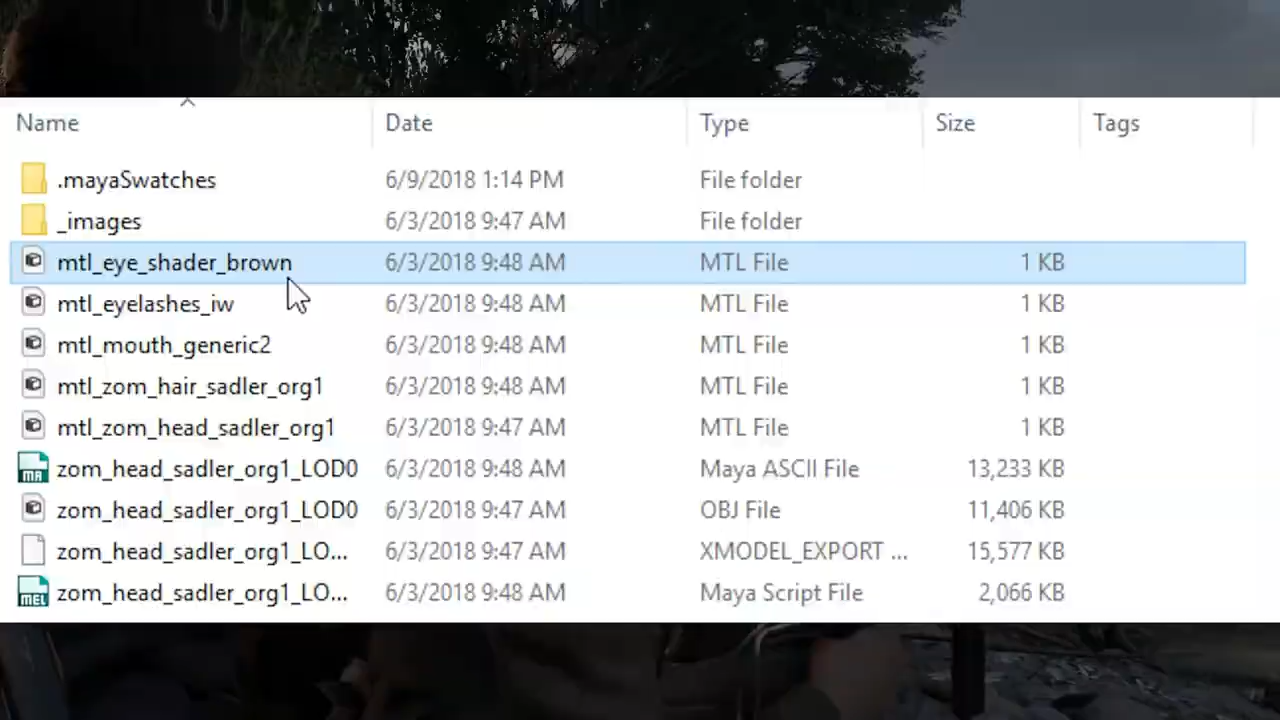 Name Date Type Size Tags
.mayaSwatches 6/9/2018 1:14 PM File folder
_images 6/3/2018 9:47 AM File folder
mtl_eye_shader_brown 6/3/2018 9:48 AM MTL File 1 KB
mtl_eyelashes_iw 6/3/2018 9:48 AM MTL File 1 KB
mtl_mouth_generic2 6/3/2018 9:48 AM MTL File 1 KB
mtl_zom_hair_sadler_org1 6/3/2018 9:48 AM MTL File 1 KB
mtl_zom_head_sadler_org1 6/3/2018 9:47 AM MTL File 1 KB
MA zom_head_sadler_org1_LOD0 6/3/2018 9:48 AM Maya ASCII File 13,233 KB
zom_head_sadler_org1_LOD0 6/3/2018 9:47 AM OBJ File 11,406 KB
zom_head_sadler_org1_LO... 6/3/2018 9:47 AM XMODEL_EXPORT ... 15,577 KB
MEL zom_head_sadler_org1_LO... 6/3/2018 9:48 AM Maya Script File 2,066 KB